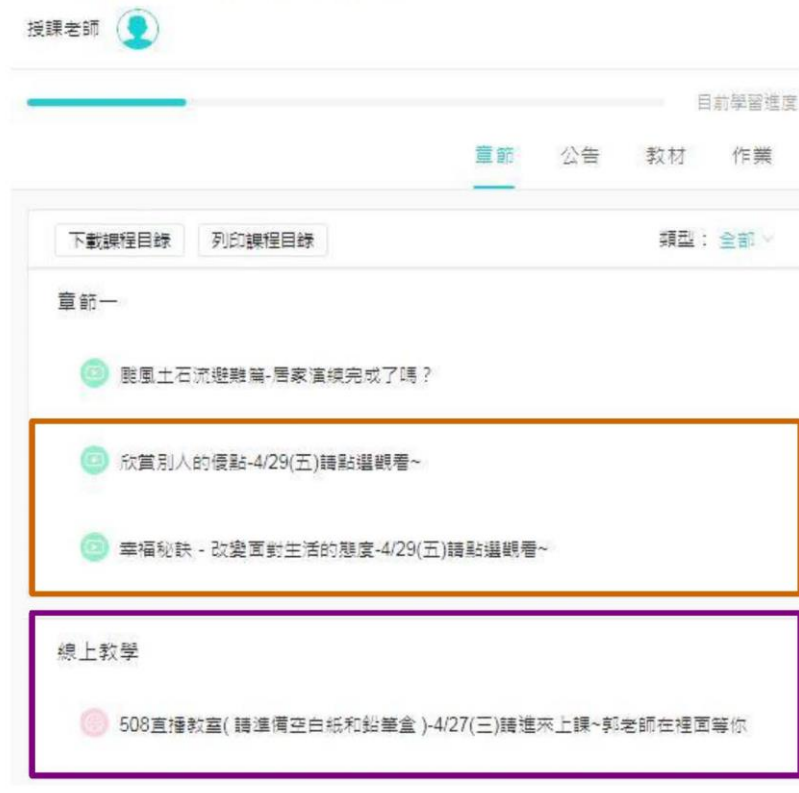 授課老師
目前學習進度
章節 公告 教材 作業
下載課程目錄 列印課程目錄 類型：全部
章節一
颱風土石流避難篇-居家演練完成了嗎？
欣賞別人的優點-4/29(五)請點選觀看~
幸福秘訣 - 改變面對生活的態度-4/29(五)請點選觀看~
線上教學
508直播教室( 請準備空白紙和鉛筆盒 )-4/27(三)請進來上課~郭老師在裡面等你